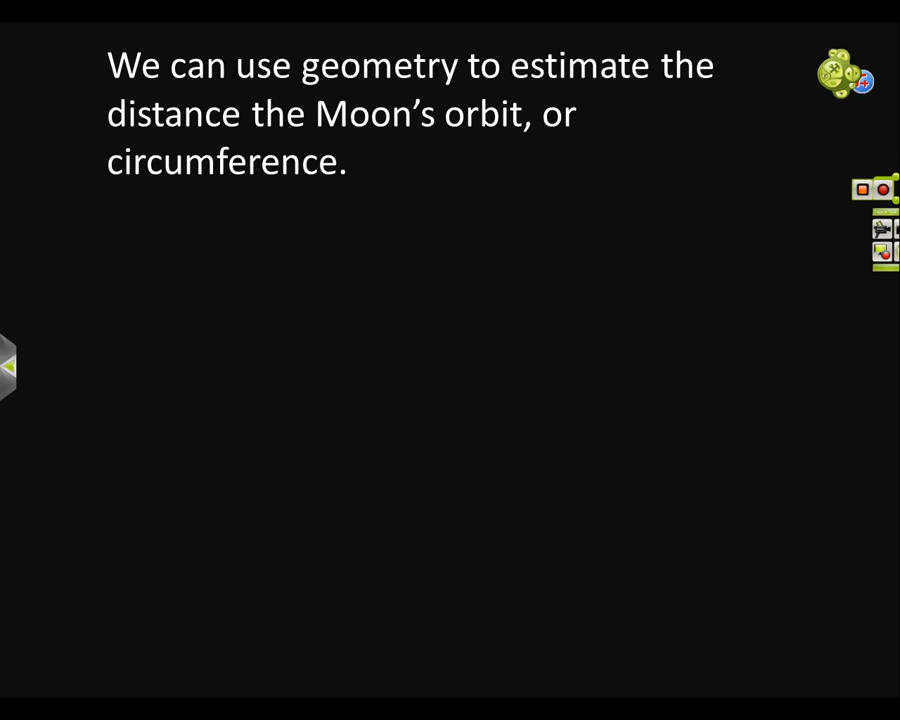 We can use geometry to estimate the
distance the Moon’s orbit, or
circumference.